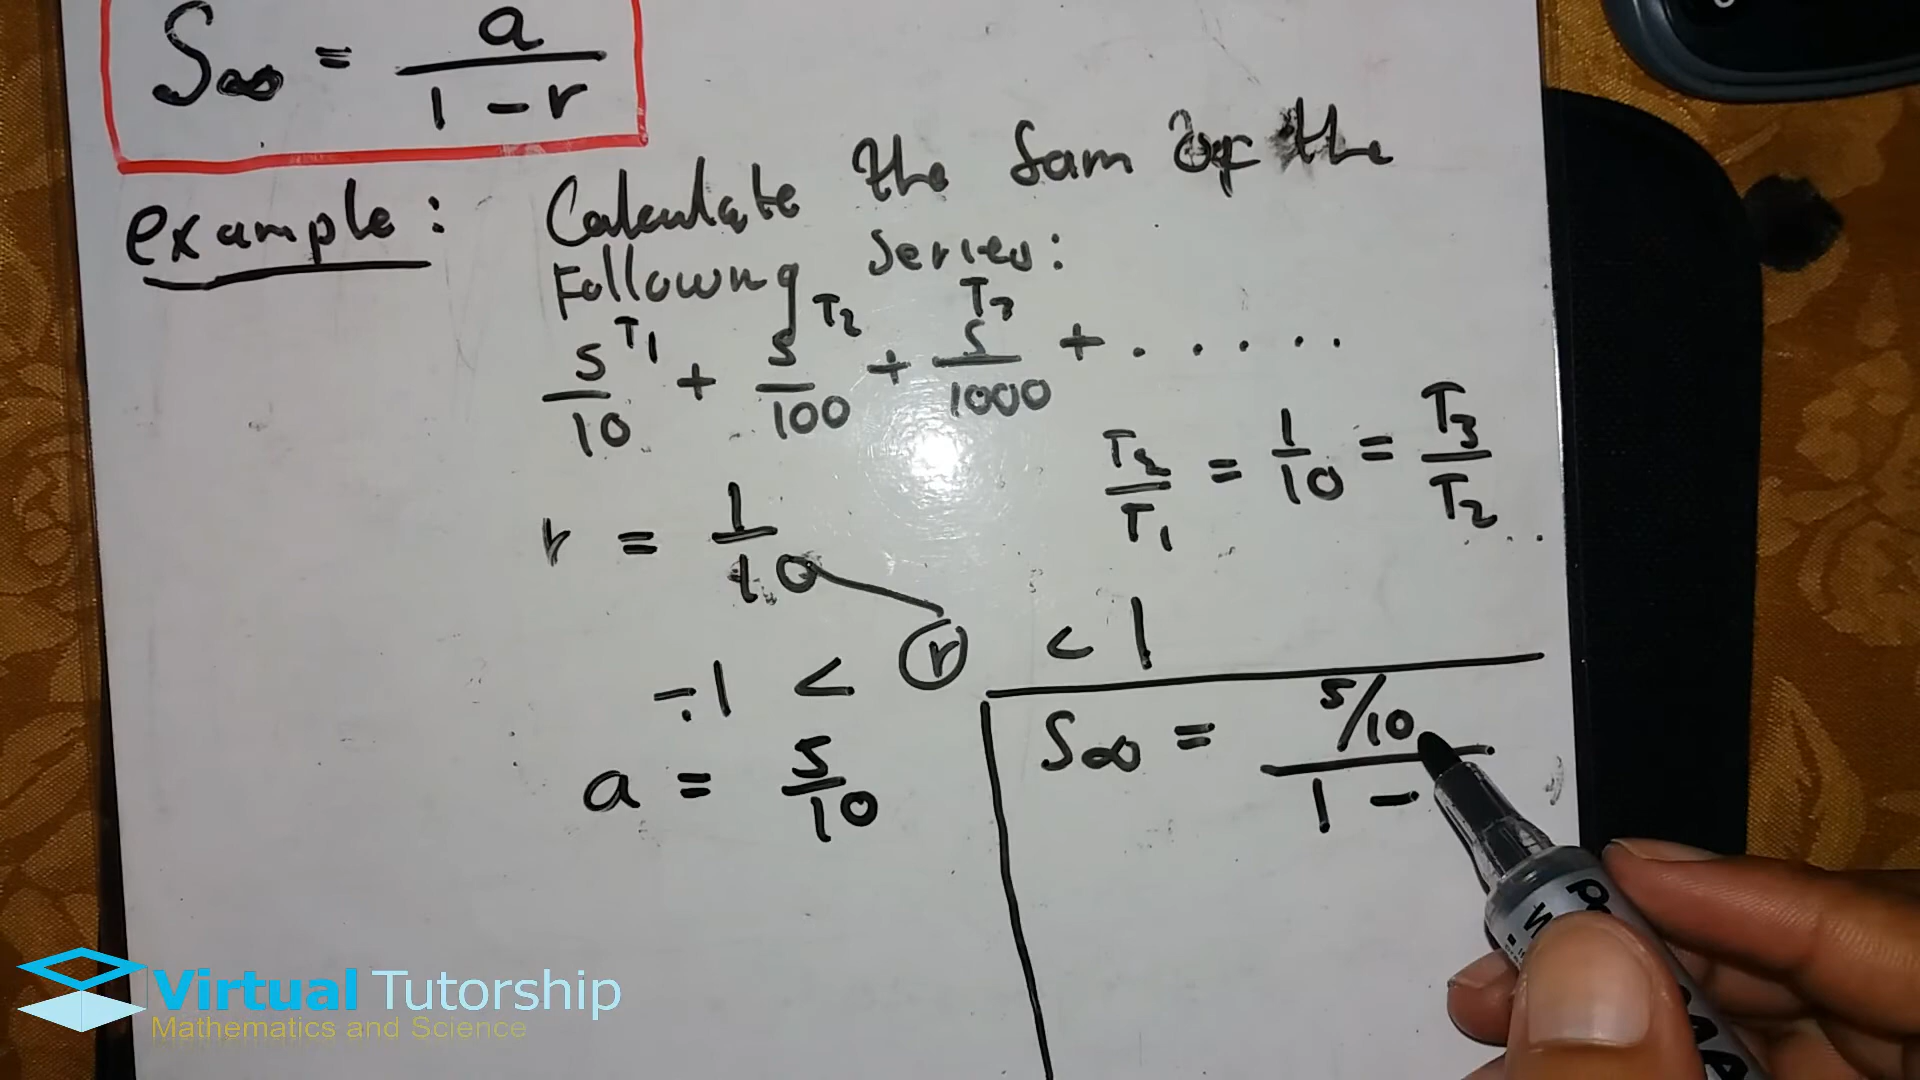 S∞ = a / 1 - r
example: Calculate the Sum of the
Following Series:
T1 T2 T3
5/10 + 5/100 + 5/1000 + . . . . .
T2/T1 = 1/10 = T3/T2 ..
r = 1/10
-1 < r < 1
a = 5/10
S∞ = 5/10 / 1 -
Virtual Tutorship
Mathematics and Science